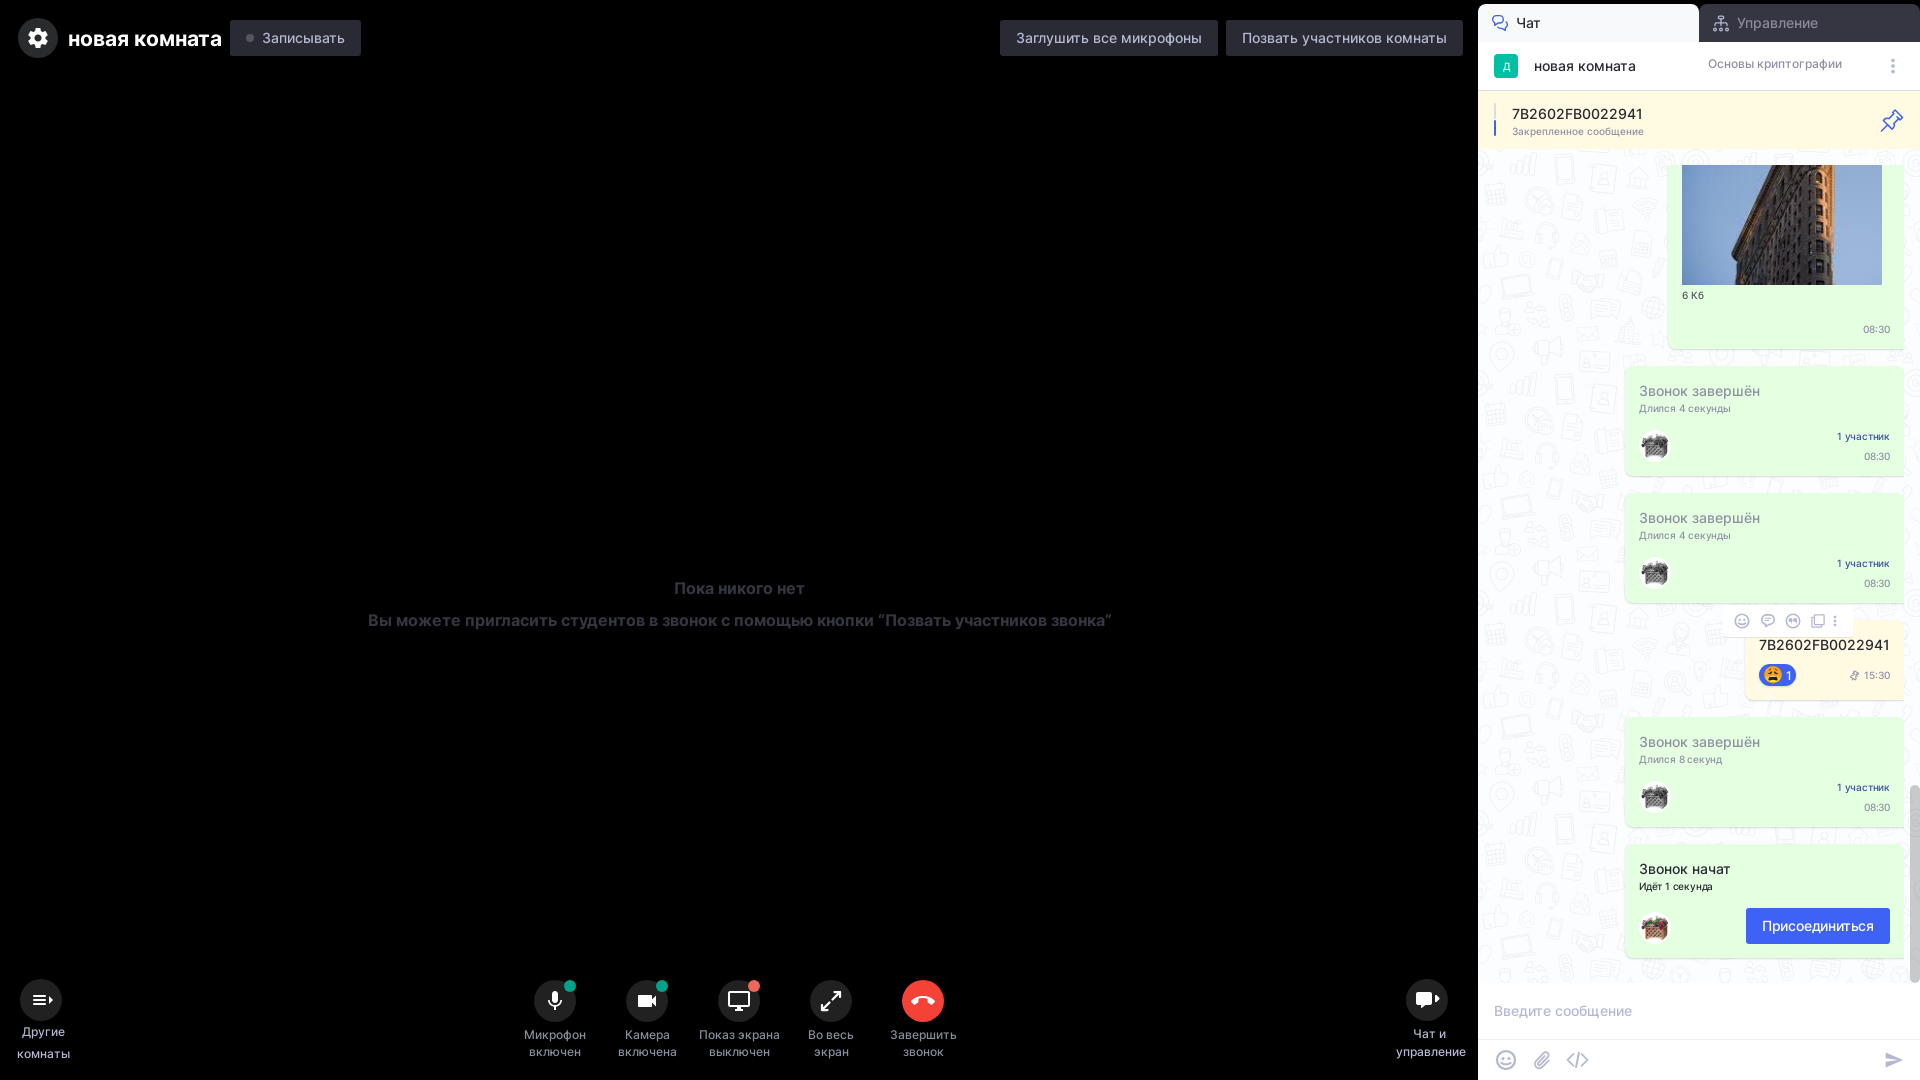 новая комната
Записывать
Заглушить все микрофоны
Позвать участников комнаты
Пока никого нет
Вы можете пригласить студентов в звонок с помощью кнопки “Позвать участников звонка“
Другие
комнаты
Микрофон
включен
Камера
включена
Показ экрана
выключен
Во весь
экран
Завершить
звонок
Чат и
управление
Чат
Управление
Д
новая комната
Основы криптографии
7B2602FB0022941
Закрепленное сообщение
6 Кб
08:30
Звонок завершён
Длился 4 секунды
1 участник
08:30
Звонок завершён
Длился 4 секунды
1 участник
08:30
7B2602FB0022941
1
15:30
Звонок завершён
Длился 8 секунд
1 участник
08:30
Звонок начат
Идёт 1 секунда
Присоединиться
Введите сообщение